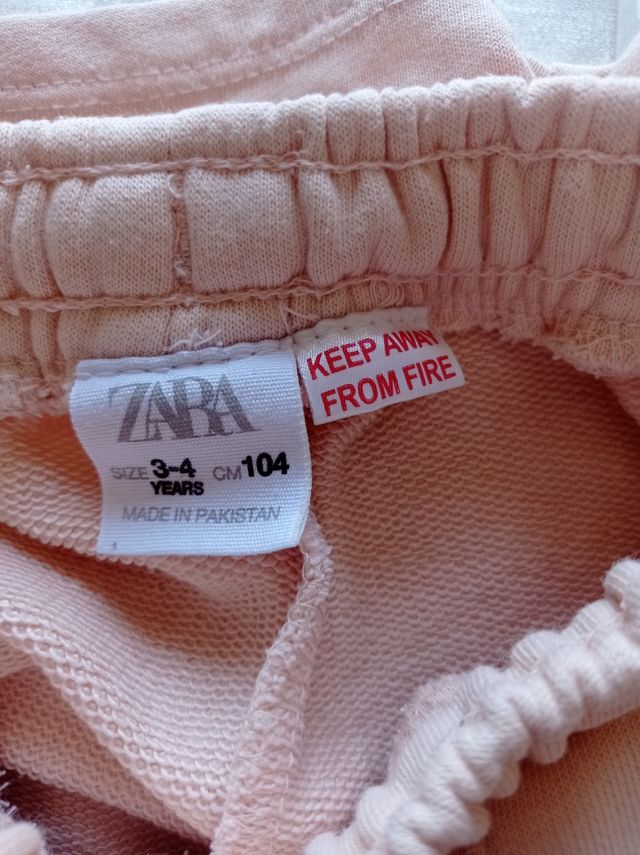 ZARA
SIZE 3-4 CM 104
YEARS
MADE IN PAKISTAN
KEEP AWAY
FROM FIRE